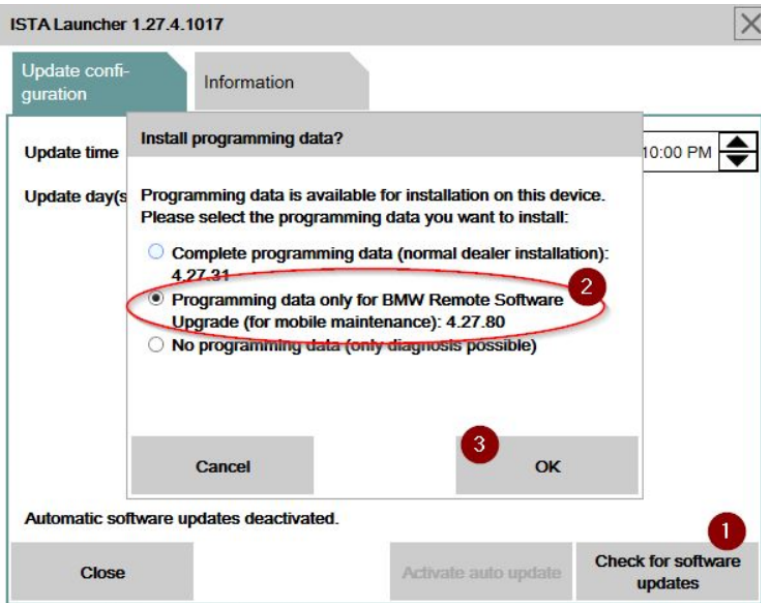 ISTA Launcher 1.27.4.1017
Update confi-
guration
Information
Update time
10:00 PM
Update day(s
Install programming data?
Programming data is available for installation on this device.
Please select the programming data you want to install:
Complete programming data (normal dealer installation):
4.27.31
Programming data only for BMW Remote Software
Upgrade (for mobile maintenance): 4.27.80
2
No programming data (only diagnosis possible)
Cancel
3
OK
Automatic software updates deactivated.
1
Close
Activate auto update
Check for software
updates